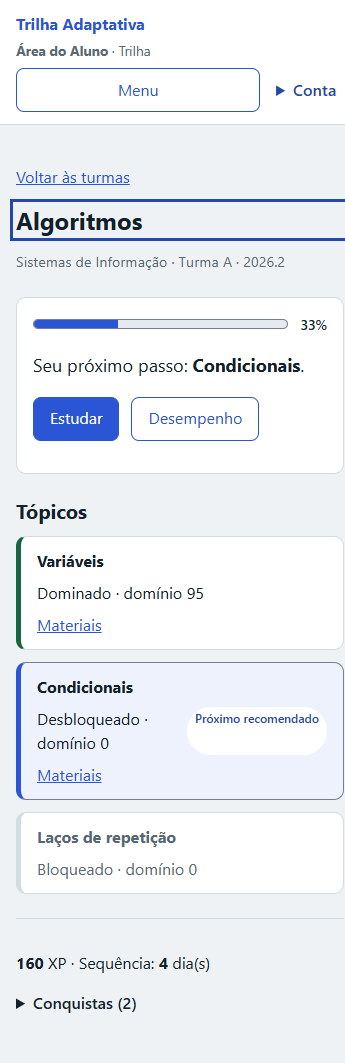 Trilha Adaptativa
Área do Aluno · Trilha
Menu
Conta
Voltar às turmas
Algoritmos
Sistemas de Informação · Turma A · 2026.2
33%
Seu próximo passo: Condicionais.
Estudar
Desempenho
Tópicos
Variáveis
Dominado · domínio 95
Materiais
Condicionais
Desbloqueado ·
domínio 0
Próximo recomendado
Materiais
Laços de repetição
Bloqueado · domínio 0
160 XP · Sequência: 4 dia(s)
Conquistas (2)